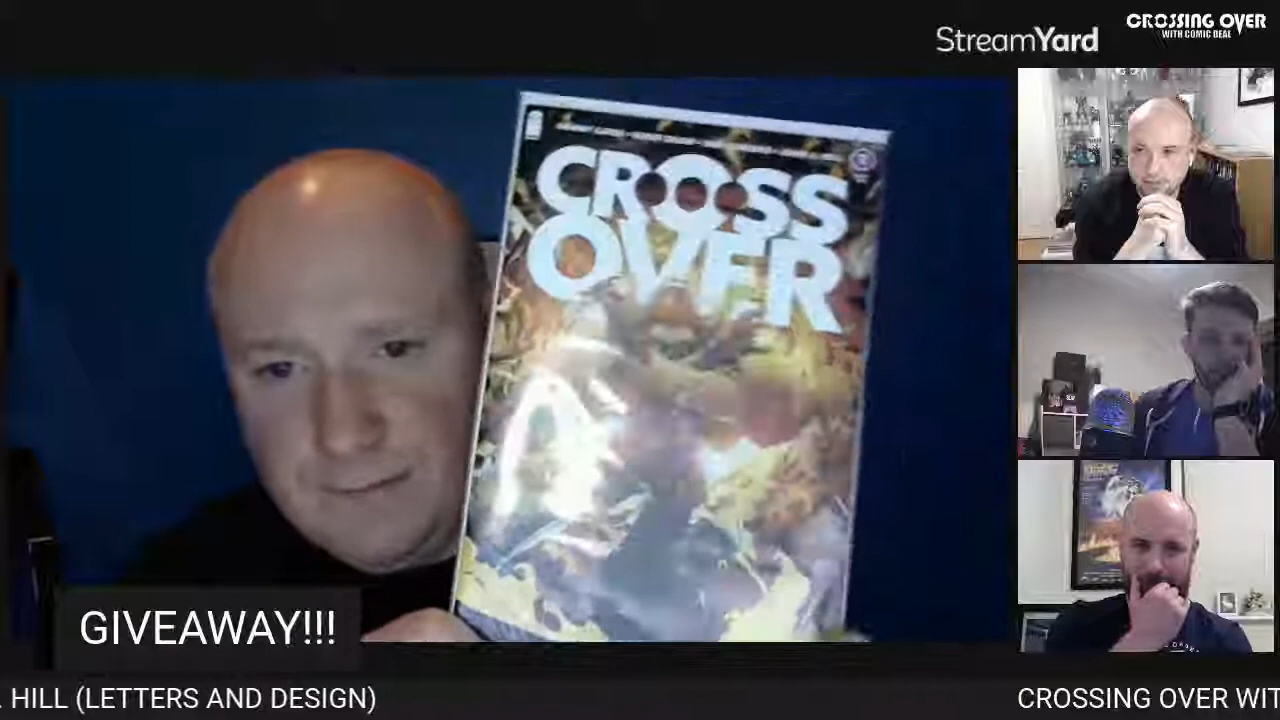 StreamYard
CROSSING OVER
WITH COMIC DEAL
CROSS
OVER
GIVEAWAY!!!
. HILL (LETTERS AND DESIGN)
CROSSING OVER WIT